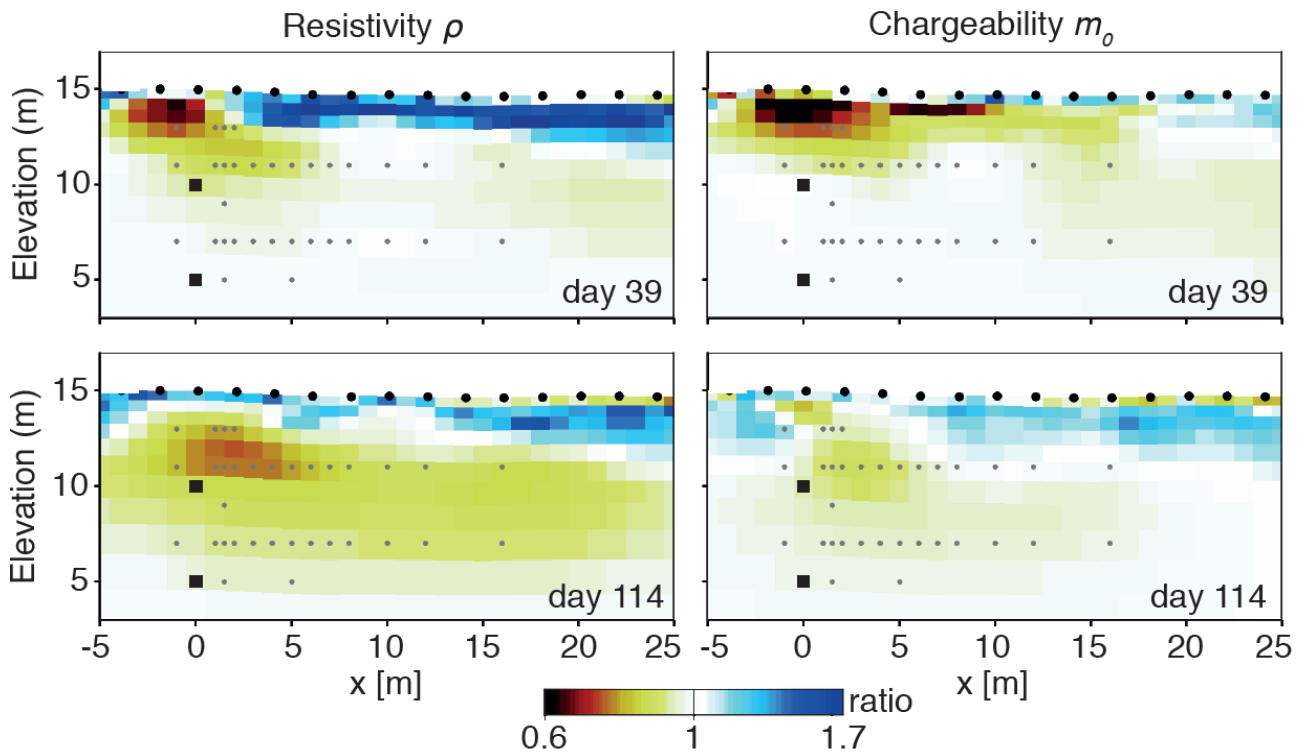 Resistivity ρ
Chargeability m₀
Elevation (m)
15
10
5
day 39
day 39
Elevation (m)
15
10
5
day 114
day 114
-5 0 5 10 15 20 25
-5 0 5 10 15 20 25
x [m]
x [m]
ratio
0.6 1 1.7